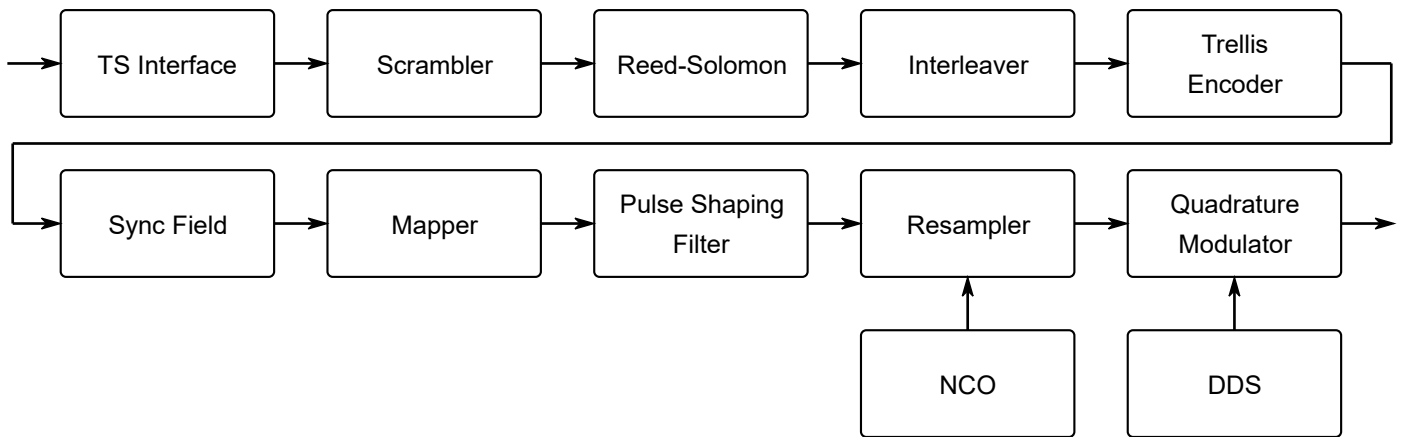 TS Interface
Scrambler
Reed-Solomon
Interleaver
Trellis
Encoder
Sync Field
Mapper
Pulse Shaping
Filter
Resampler
Quadrature
Modulator
NCO
DDS